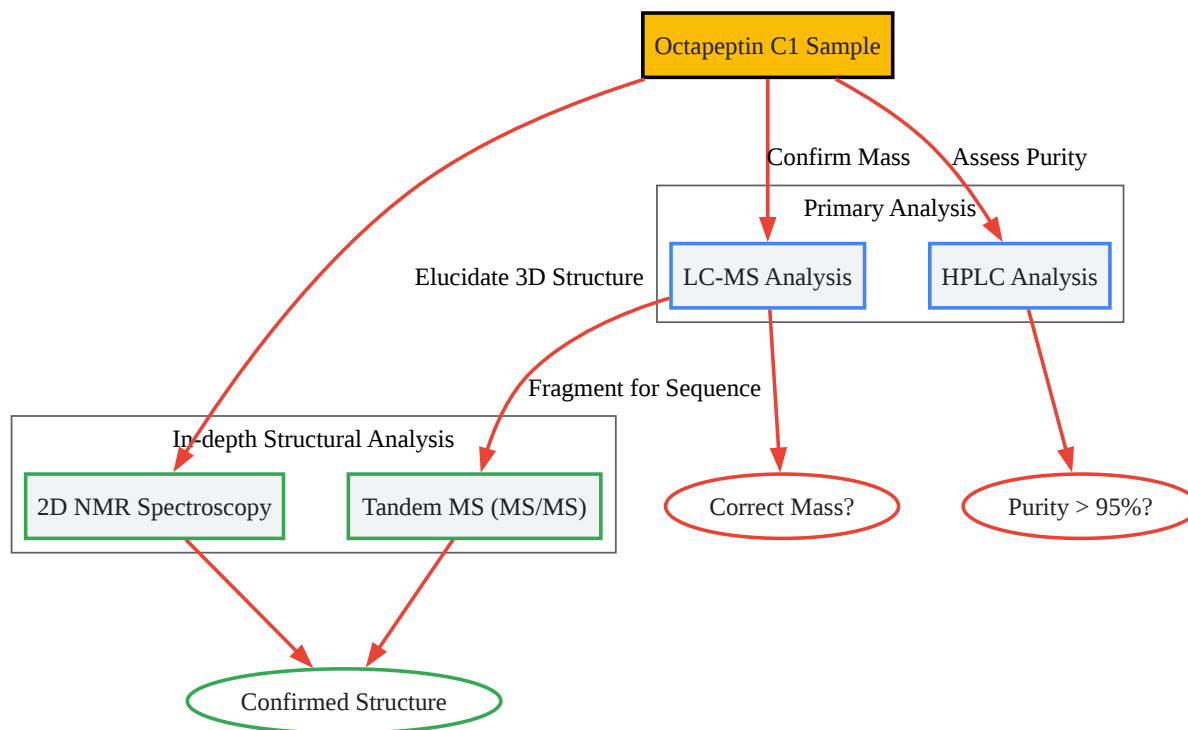 Octapeptin C1 Sample
Confirm Mass
Assess Purity
Primary Analysis
LC-MS Analysis
HPLC Analysis
Elucidate 3D Structure
Fragment for Sequence
In-depth Structural Analysis
2D NMR Spectroscopy
Tandem MS (MS/MS)
Correct Mass?
Purity > 95%?
Confirmed Structure